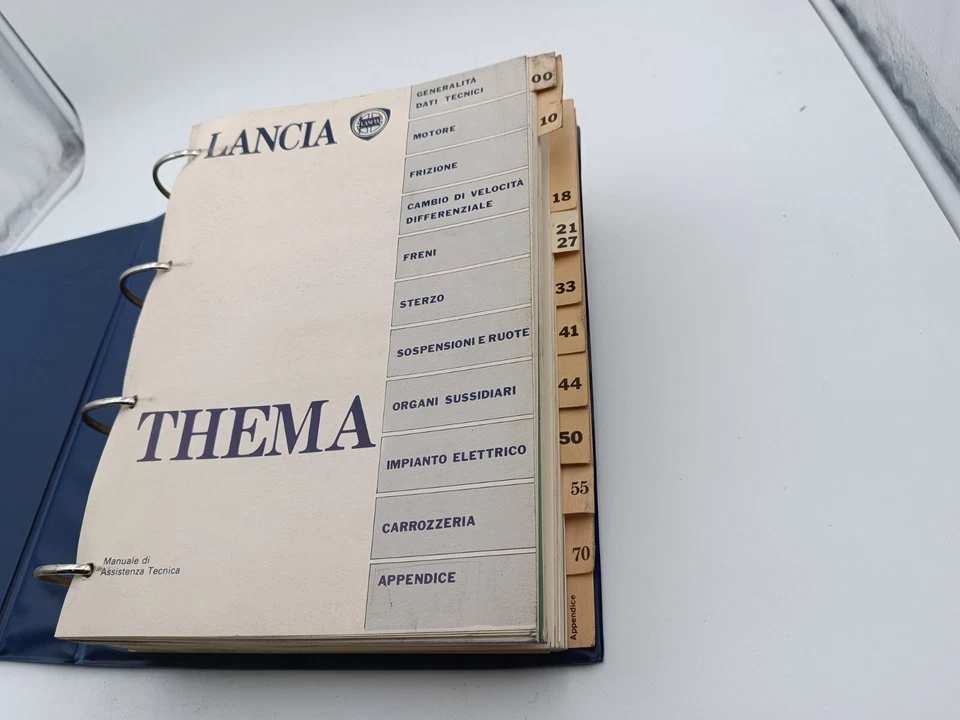 LANCIA
LANCIA
THEMA
Manuale di
Assistenza Tecnica
GENERALITÀ
DATI TECNICI
MOTORE
FRIZIONE
CAMBIO DI VELOCITÀ
DIFFERENZIALE
FRENI
STERZO
SOSPENSIONI E RUOTE
ORGANI SUSSIDIARI
IMPIANTO ELETTRICO
CARROZZERIA
APPENDICE
00
10
18
21
27
33
41
44
50
55
70
Appendice